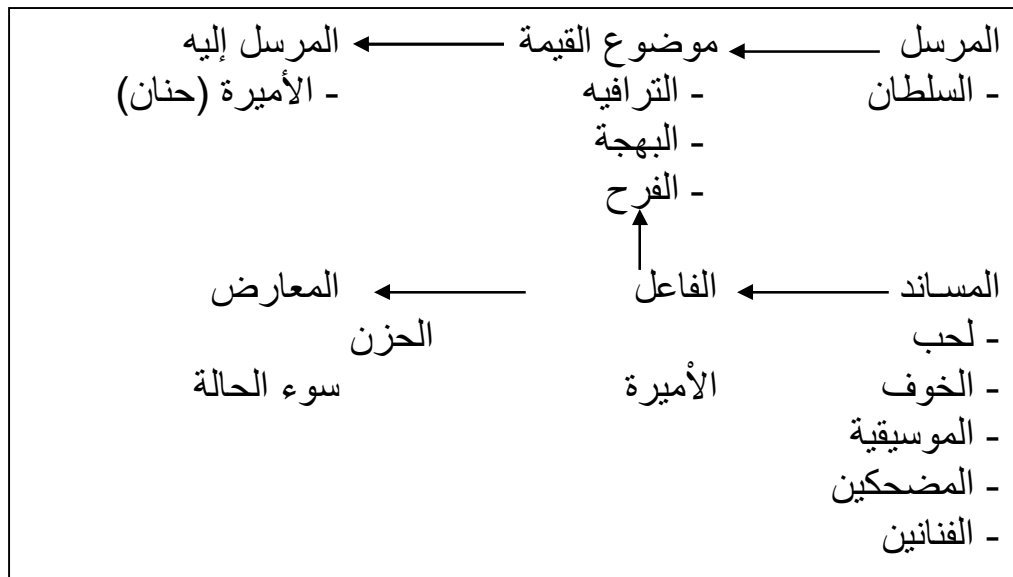 المرسل موضوع القيمة المرسل إليه
- السلطان - الترافيه - الأميرة (حنان)
- البهجة
- الفرح
المساند الفاعل المعارض
- لحب الحزن
- الخوف الأميرة سوء الحالة
- الموسيقية
- المضحكين
- الفنانين